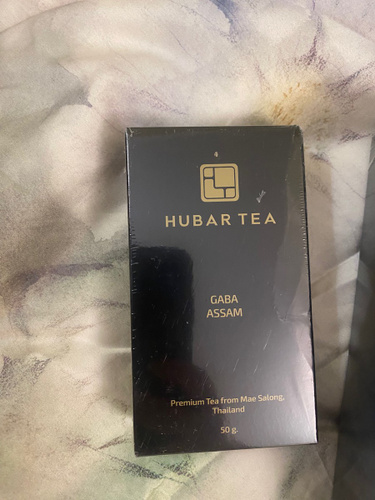 HUBAR TEA
GABA
ASSAM
Premium Tea from Mae Salong,
Thailand
50 g.